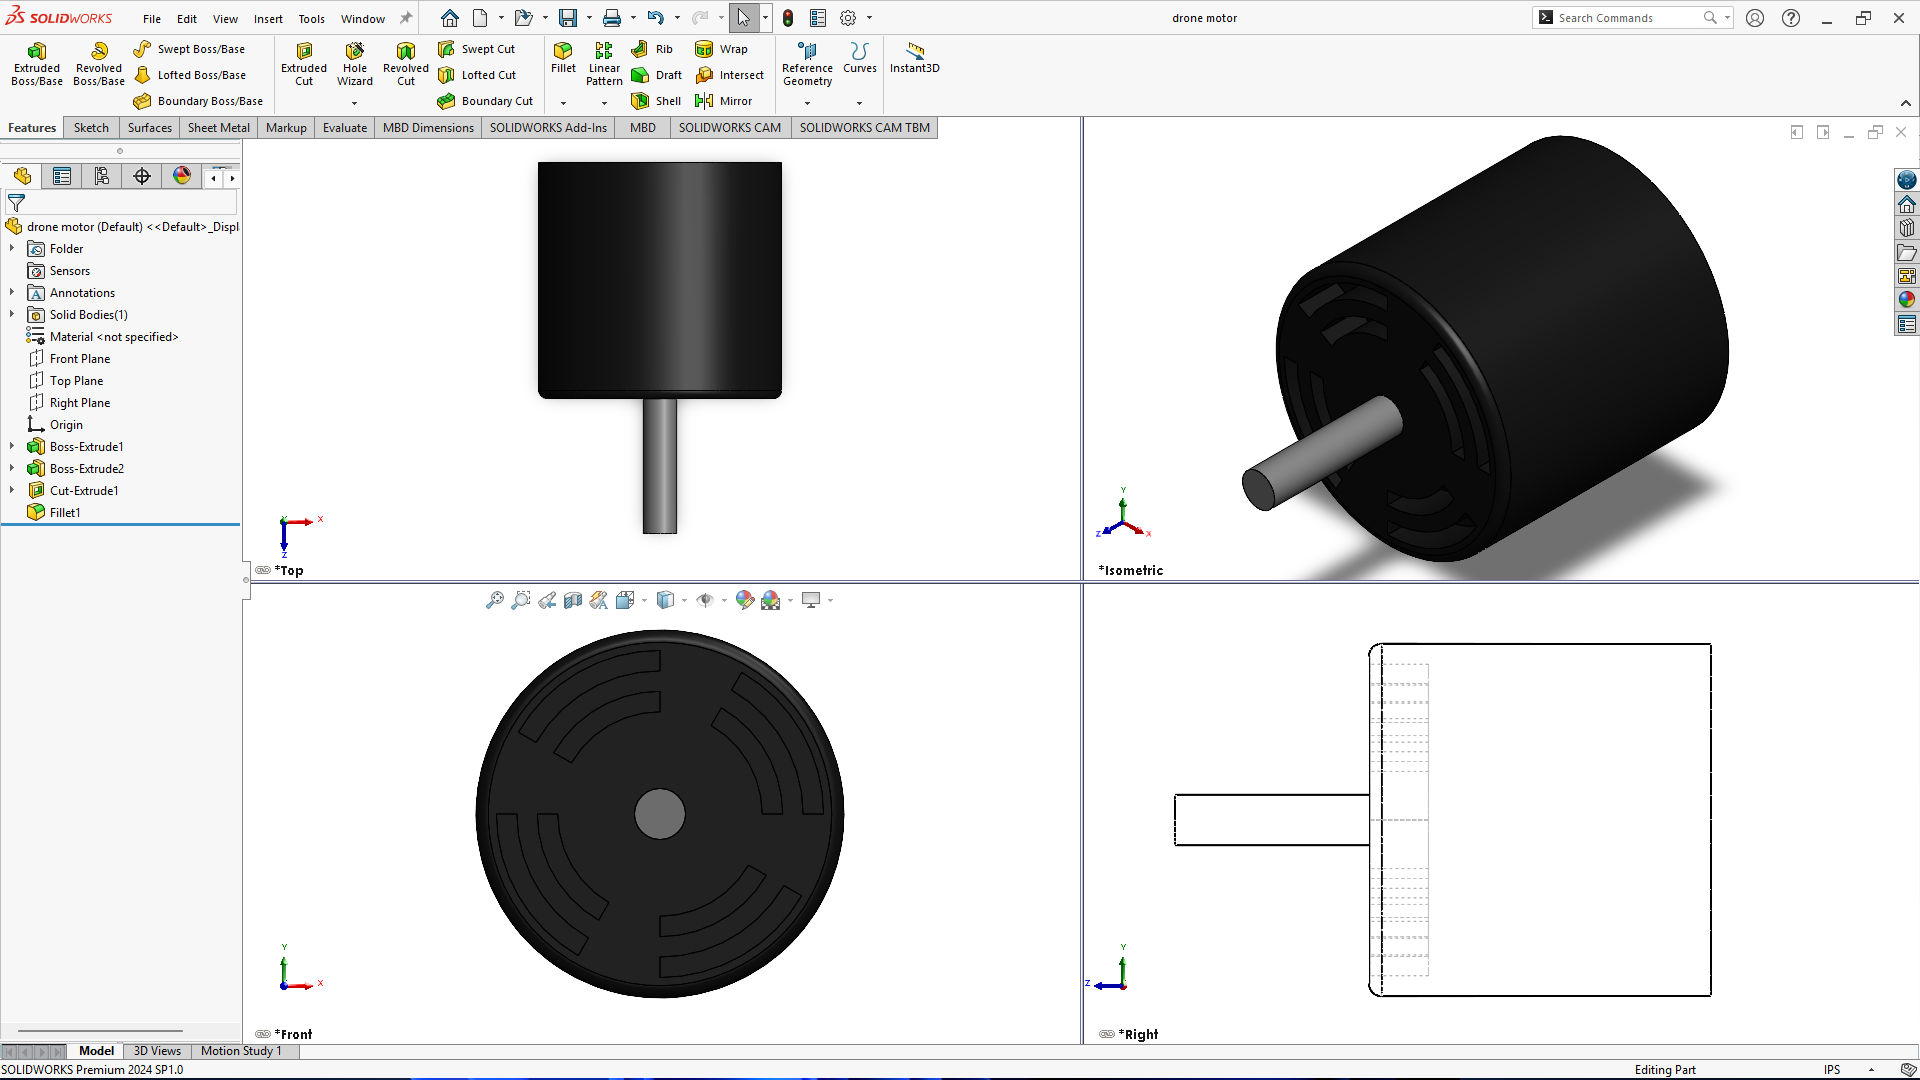 SOLIDWORKS File Edit View Insert Tools Window drone motor Search Commands
Extruded Boss/Base
Revolved Boss/Base
Swept Boss/Base
Lofted Boss/Base
Boundary Boss/Base
Extruded Cut
Hole Wizard
Revolved Cut
Swept Cut
Lofted Cut
Boundary Cut
Fillet
Linear Pattern
Rib
Draft
Shell
Wrap
Intersect
Mirror
Reference Geometry
Curves
Instant3D
Features Sketch Surfaces Sheet Metal Markup Evaluate MBD Dimensions SOLIDWORKS Add-Ins MBD SOLIDWORKS CAM SOLIDWORKS CAM TBM
drone motor (Default) <<Default>_Displ
Folder
Sensors
Annotations
Solid Bodies(1)
Material <not specified>
Front Plane
Top Plane
Right Plane
Origin
Boss-Extrude1
Boss-Extrude2
Cut-Extrude1
Fillet1
Y X Z
*Top
Y Z X
*Isometric
Y X
*Front
Y Z
*Right
Model 3D Views Motion Study 1
SOLIDWORKS Premium 2024 SP1.0 Editing Part IPS